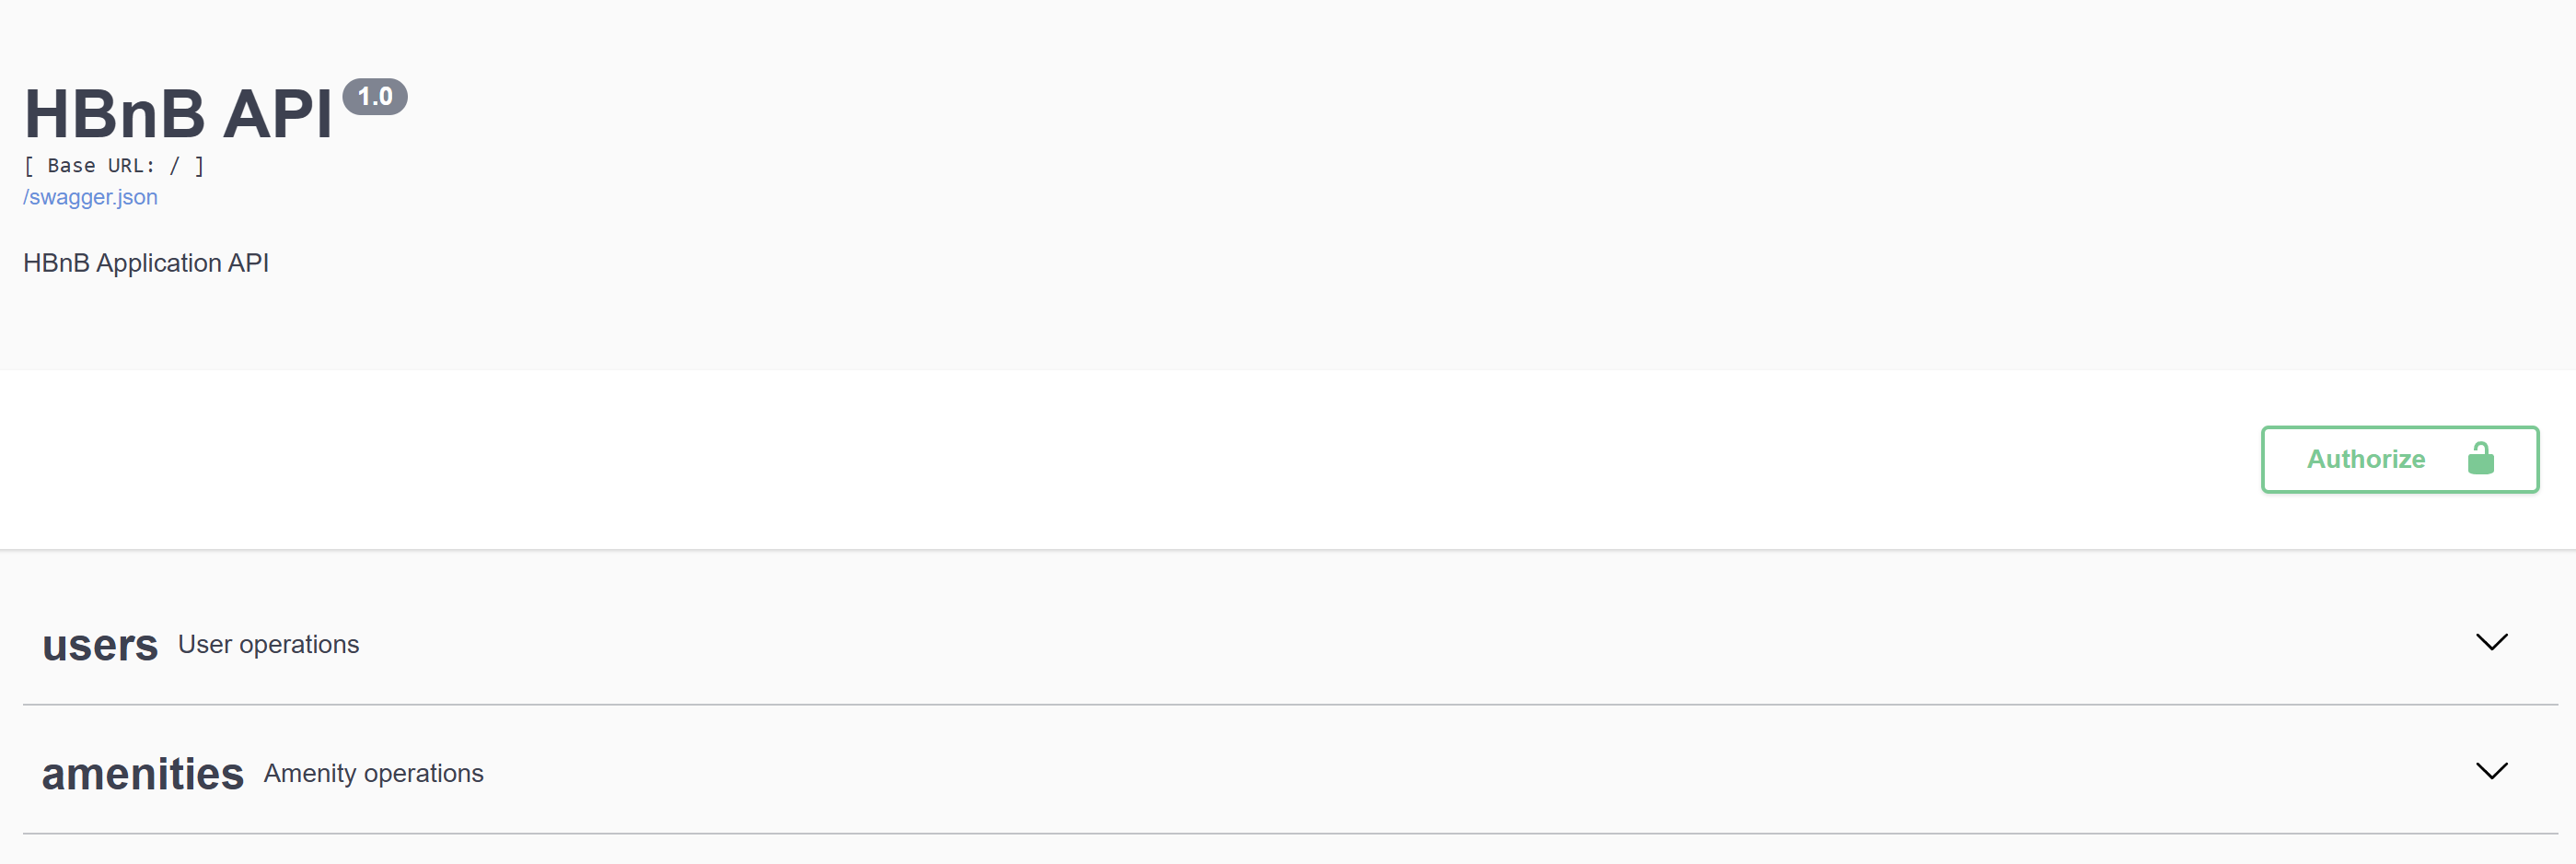 HBnB API 1.0
[ Base URL: / ]
/swagger.json
HBnB Application API
Authorize
users User operations
amenities Amenity operations